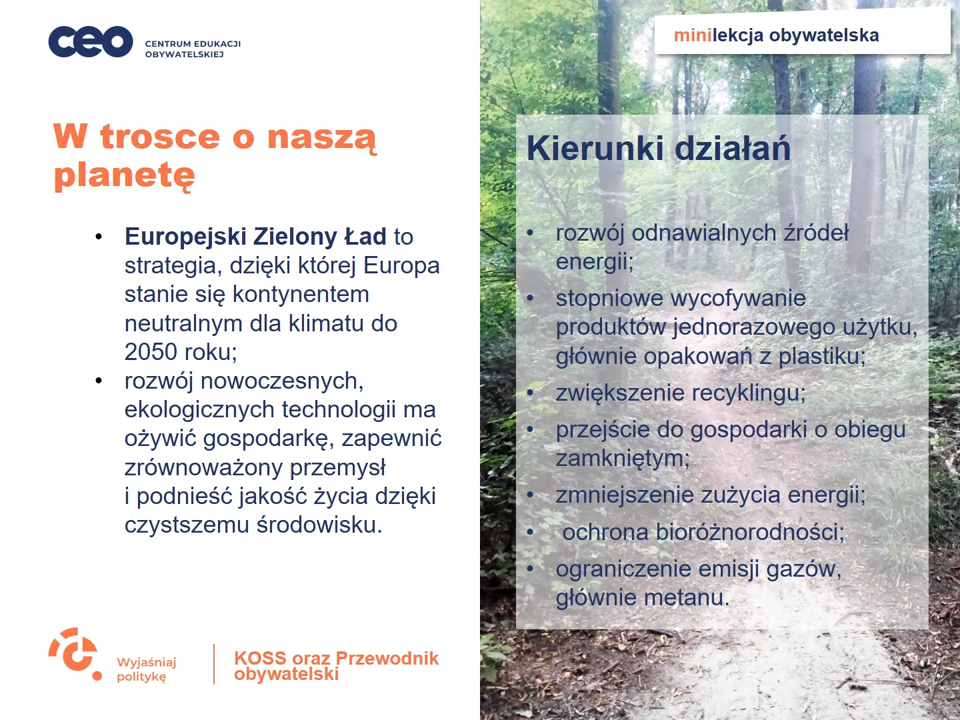 ceo CENTRUM EDUKACJI
OBYWATELSKIEJ
minilekcja obywatelska
W trosce o naszą
planetę
• Europejski Zielony Ład to
strategia, dzięki której Europa
stanie się kontynentem
neutralnym dla klimatu do
2050 roku;
• rozwój nowoczesnych,
ekologicznych technologii ma
ożywić gospodarkę, zapewnić
zrównoważony przemysł
i podnieść jakość życia dzięki
czystszemu środowisku.
Kierunki działań
• rozwój odnawialnych źródeł
energii;
• stopniowe wycofywanie
produktów jednorazowego użytku,
głównie opakowań z plastiku;
• zwiększenie recyklingu;
• przejście do gospodarki o obiegu
zamkniętym;
• zmniejszenie zużycia energii;
• ochrona bioróżnorodności;
• ograniczenie emisji gazów,
głównie metanu.
Wyjaśniaj
politykę
KOSS oraz Przewodnik
obywatelski